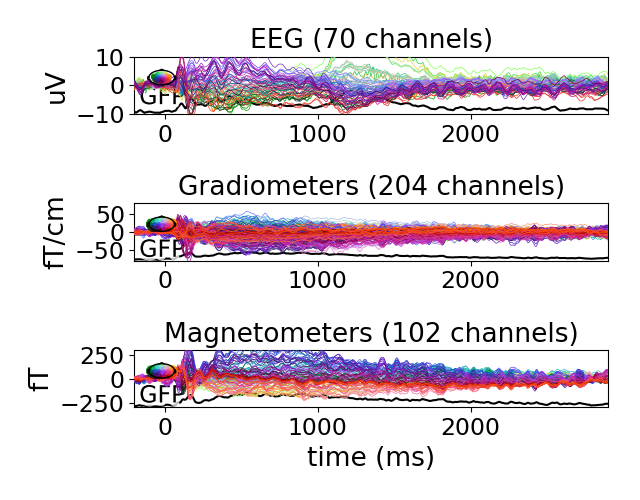 EEG (70 channels)
10
0
−10
uV
GFP
0
1000
2000
Gradiometers (204 channels)
50
0
−50
fT/cm
GFP
0
1000
2000
Magnetometers (102 channels)
250
0
−250
fT
GFP
0
1000
2000
time (ms)